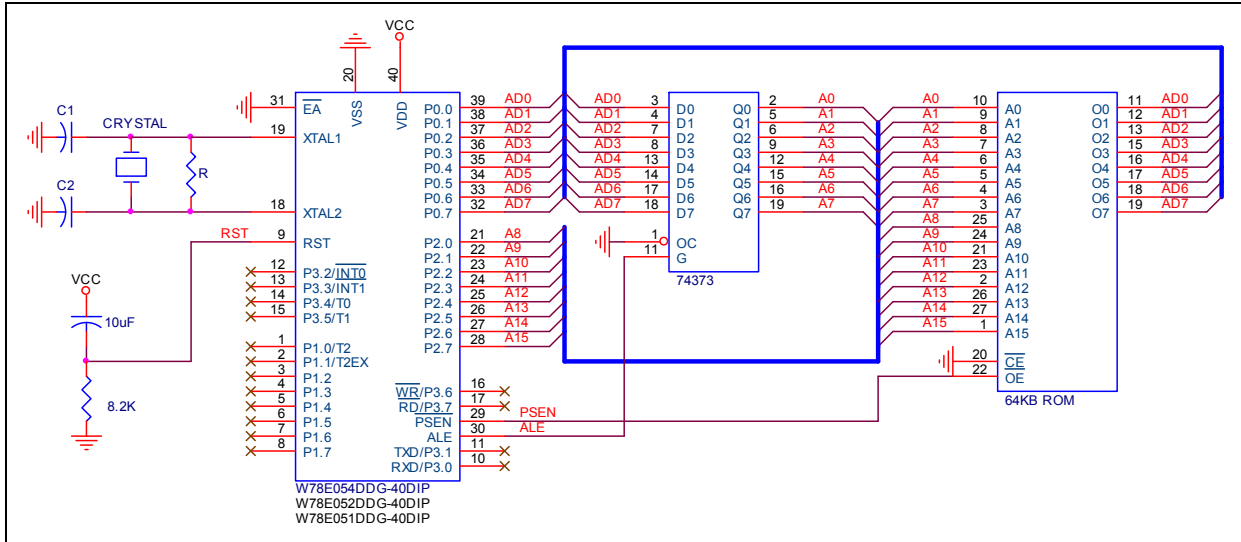 VCC
C1
CRYSTAL
R
C2
RST
VCC
10uF
8.2K
31 EA
19 XTAL1
18 XTAL2
9 RST
12 P3.2/INT0
13 P3.3/INT1
14 P3.4/T0
15 P3.5/T1
1 P1.0/T2
2 P1.1/T2EX
3 P1.2
4 P1.3
5 P1.4
6 P1.5
7 P1.6
8 P1.7
20 VSS
40 VDD
P0.0 39 AD0
P0.1 38 AD1
P0.2 37 AD2
P0.3 36 AD3
P0.4 35 AD4
P0.5 34 AD5
P0.6 33 AD6
P0.7 32 AD7
P2.0 21 A8
P2.1 22 A9
P2.2 23 A10
P2.3 24 A11
P2.4 25 A12
P2.5 26 A13
P2.6 27 A14
P2.7 28 A15
WR/P3.6 16
RD/P3.7 17
PSEN 29 PSEN
ALE 30 ALE
TXD/P3.1 11
RXD/P3.0 10
W78E054DDG-40DIP
W78E052DDG-40DIP
W78E051DDG-40DIP
AD0 3 D0 Q0 2 A0
AD1 4 D1 Q1 5 A1
AD2 7 D2 Q2 6 A2
AD3 8 D3 Q3 9 A3
AD4 13 D4 Q4 12 A4
AD5 14 D5 Q5 15 A5
AD6 17 D6 Q6 16 A6
AD7 18 D7 Q7 19 A7
1 OC
11 G
74373
A0 10 A0 O0 11 AD0
A1 9 A1 O1 12 AD1
A2 8 A2 O2 13 AD2
A3 7 A3 O3 15 AD3
A4 6 A4 O4 16 AD4
A5 5 A5 O5 17 AD5
A6 4 A6 O6 18 AD6
A7 3 A7 O7 19 AD7
A8 25 A8
A9 24 A9
A10 21 A10
A11 23 A11
A12 2 A12
A13 26 A13
A14 27 A14
A15 1 A15
20 CE
22 OE
64KB ROM